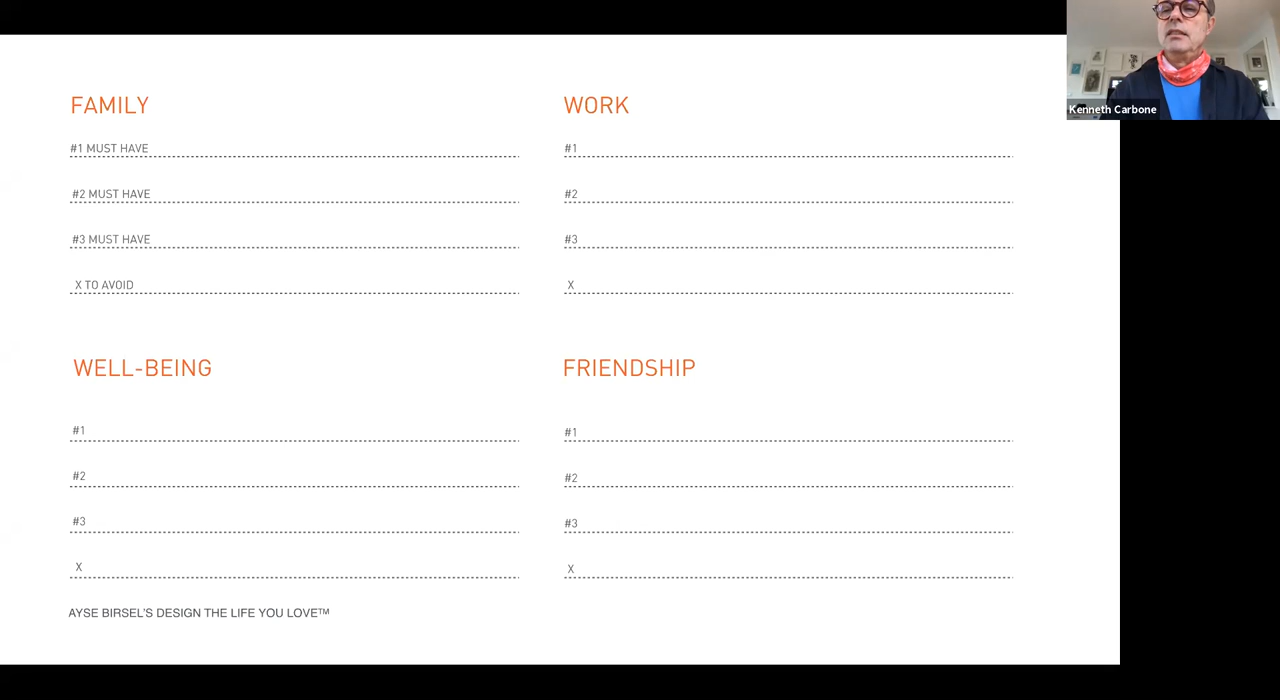 Kenneth Carbone
FAMILY
#1 MUST HAVE
#2 MUST HAVE
#3 MUST HAVE
X TO AVOID
WORK
#1
#2
#3
X
WELL-BEING
#1
#2
#3
X
FRIENDSHIP
#1
#2
#3
X
AYSE BIRSEL'S DESIGN THE LIFE YOU LOVE™